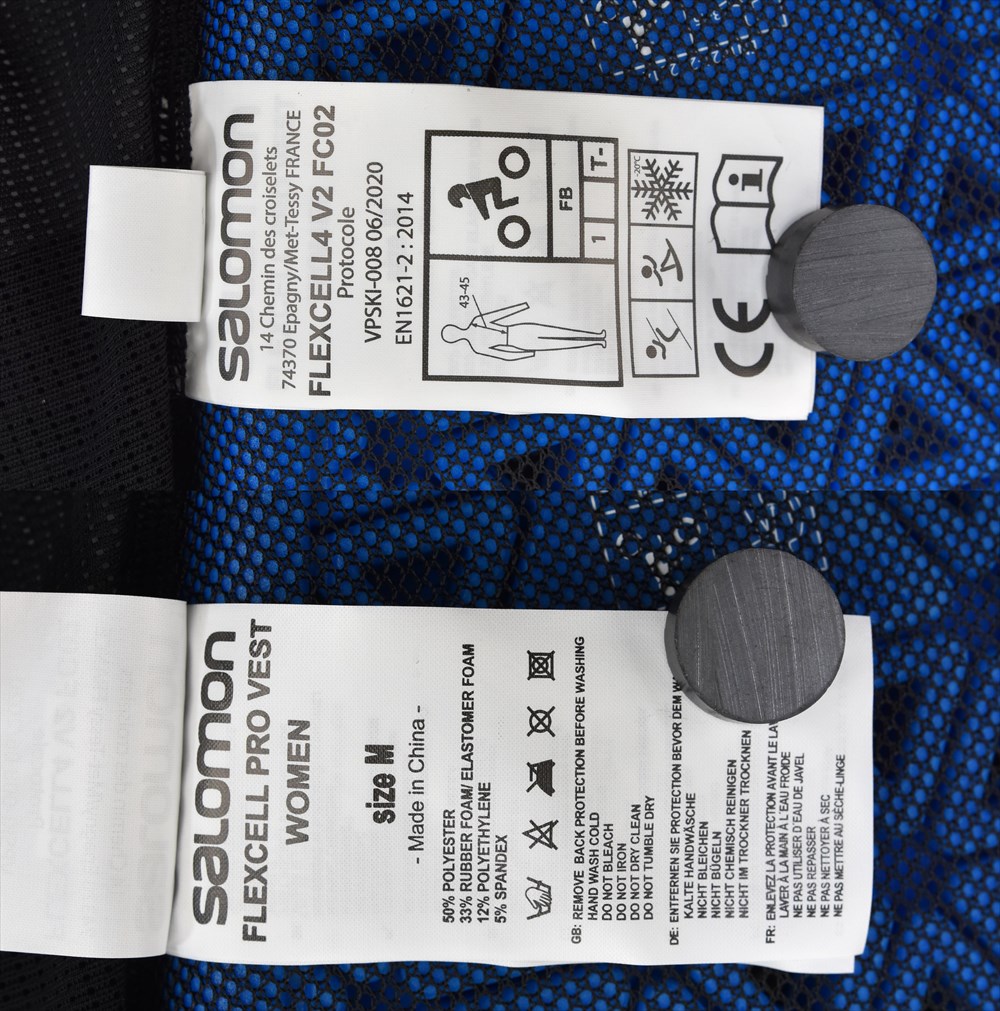 SALOMON
14 Chemin des croiselets
74370 Epagny/Met-Tessy FRANCE
FLEXCELL4 V2 FC02
Protocole
VPSKI-008 06/2020
EN1621-2 : 2014
43-45
FB
1 T-
-20°C
i
CE
SALOMON
FLEXCELL PRO VEST
WOMEN
size M
- Made in China -
50% POLYESTER
33% RUBBER FOAM/ ELASTOMER FOAM
12% POLYETHYLENE
5% SPANDEX
GB: REMOVE BACK PROTECTION BEFORE WASHING
HAND WASH COLD
DO NOT BLEACH
DO NOT IRON
DO NOT DRY CLEAN
DO NOT TUMBLE DRY
DE: ENTFERNEN SIE PROTECTION BEVOR DEM
KALTE HANDWÄSCHE
NICHT BLEICHEN
NICHT BÜGELN
NICHT CHEMISCH REINIGEN
NICHT IM TROCKNER TROCKNEN
FR: ENLEVEZ LA PROTECTION AVANT LE
LAVER À LA MAIN À L'EAU FROIDE
NE PAS UTILISER D'EAU DE JAVEL
NE PAS REPASSER
NE PAS NETTOYER À SEC
NE PAS METTRE AU SÈCHE-LINGE